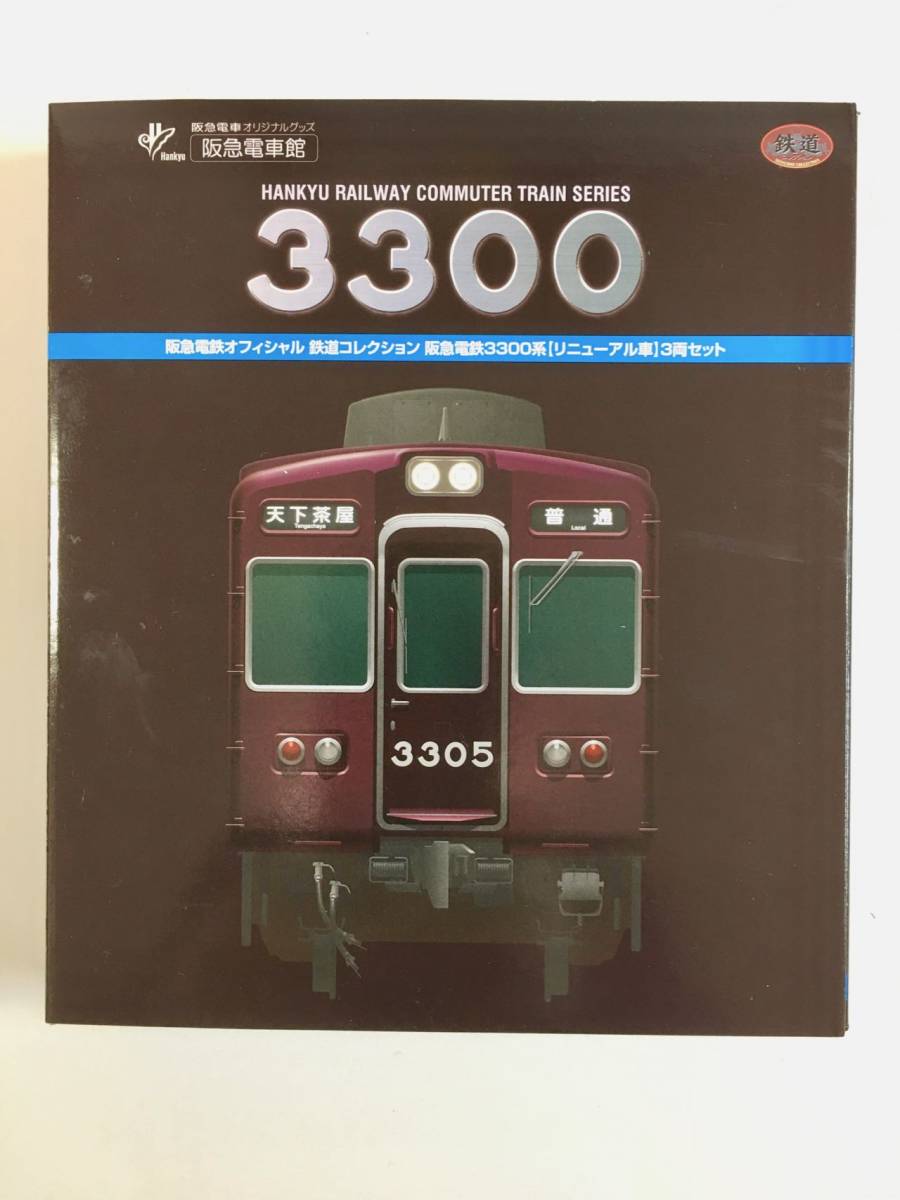 阪急電車オリジナルグッズ
Hankyu
阪急電車館
鉄道
HANKYU RAILWAY COMMUTER TRAIN SERIES
3300
阪急電鉄オフィシャル 鉄道コレクション 阪急電鉄3300系[リニューアル車]3両セット
天下茶屋
Tengachaya
普通
Local
3305